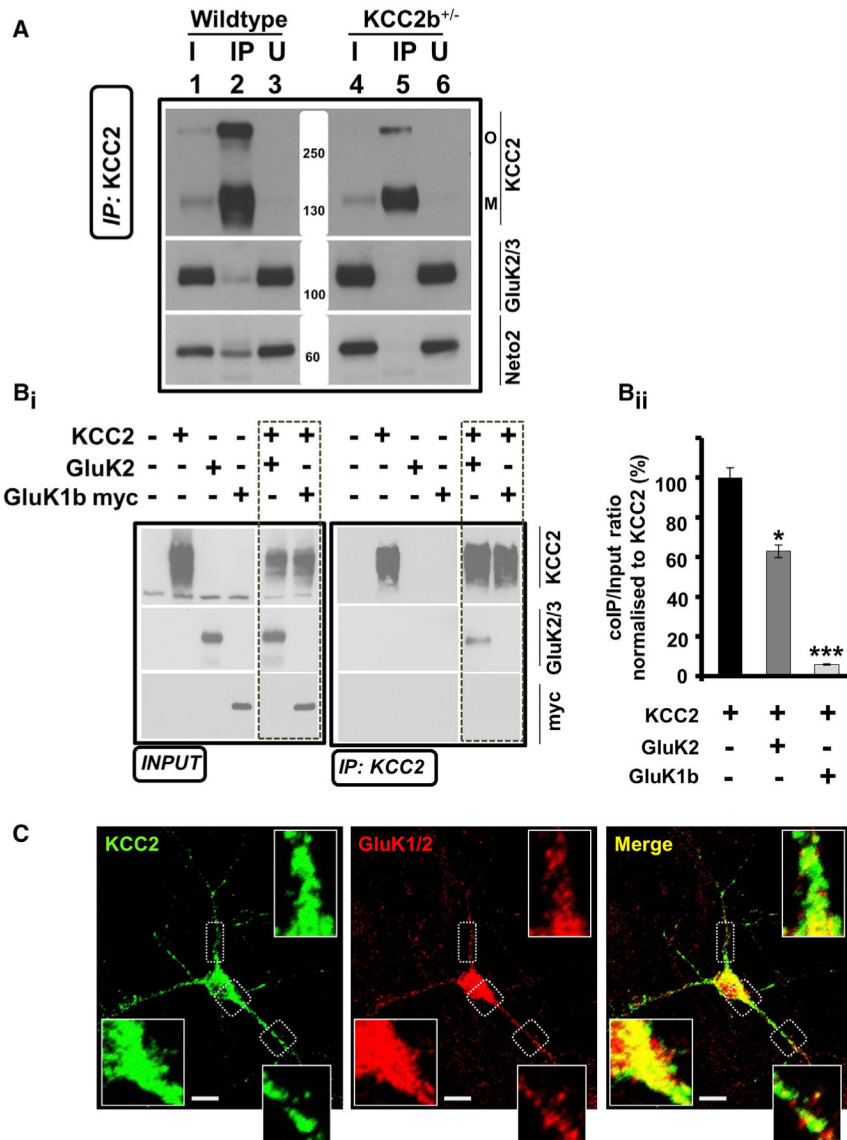 A
Wildtype KCC2b+/-
I IP U I IP U
1 2 3 4 5 6
IP: KCC2
250
130
O
M
KCC2
100
GluK2/3
60
Neto2
Bi
KCC2 - + - - + + - + - - + +
GluK2 - - + - + - - + - +
GluK1b myc - - - + + - - - + +
KCC2
GluK2/3
myc
INPUT
IP: KCC2
Bii
coIP/Input ratio
normalised to KCC2 (%)
100
80
60
40
20
0
*
***
KCC2 + + +
GluK2 - + -
GluK1b - - +
C
KCC2
GluK1/2
Merge